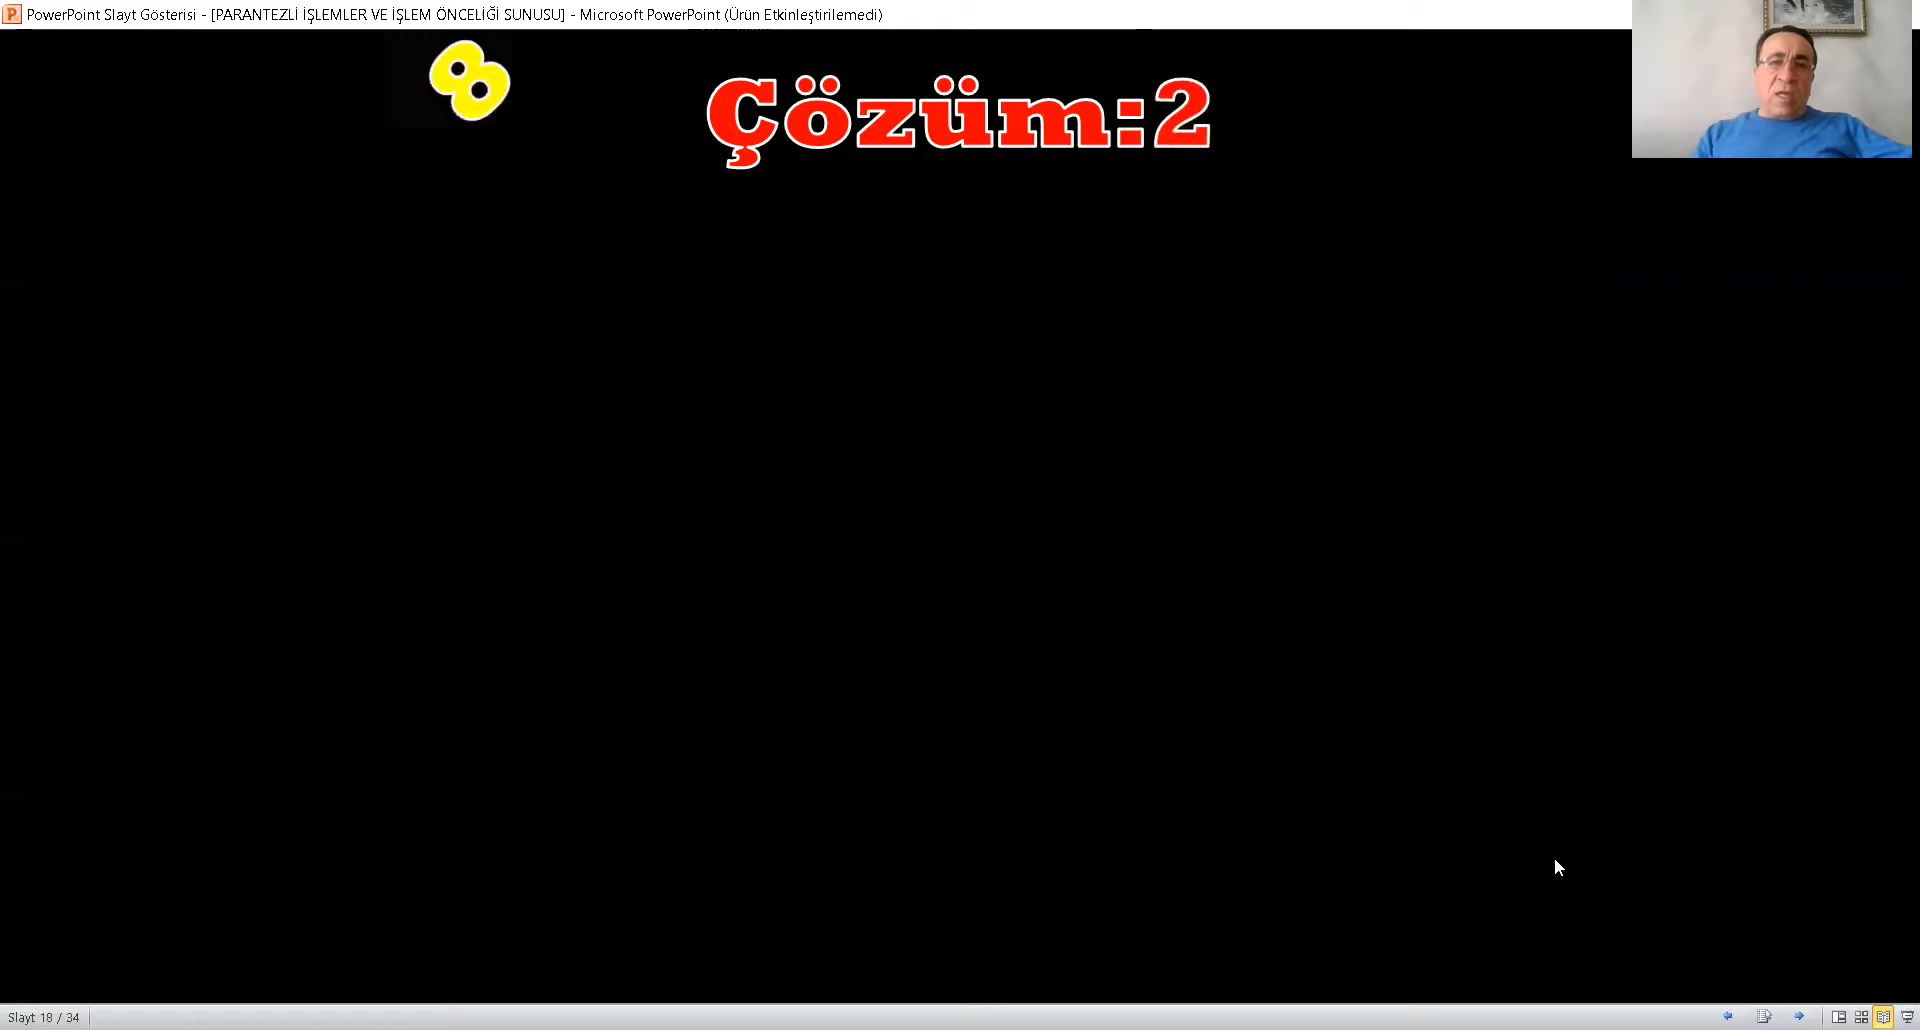 PowerPoint Slayt Gösterisi - [PARANTEZLİ İŞLEMLER VE İŞLEM ÖNCELİĞİ SUNUSU] - Microsoft PowerPoint (Ürün Etkinleştirilemedi)
8
Çözüm:2
Slayt 18 / 34